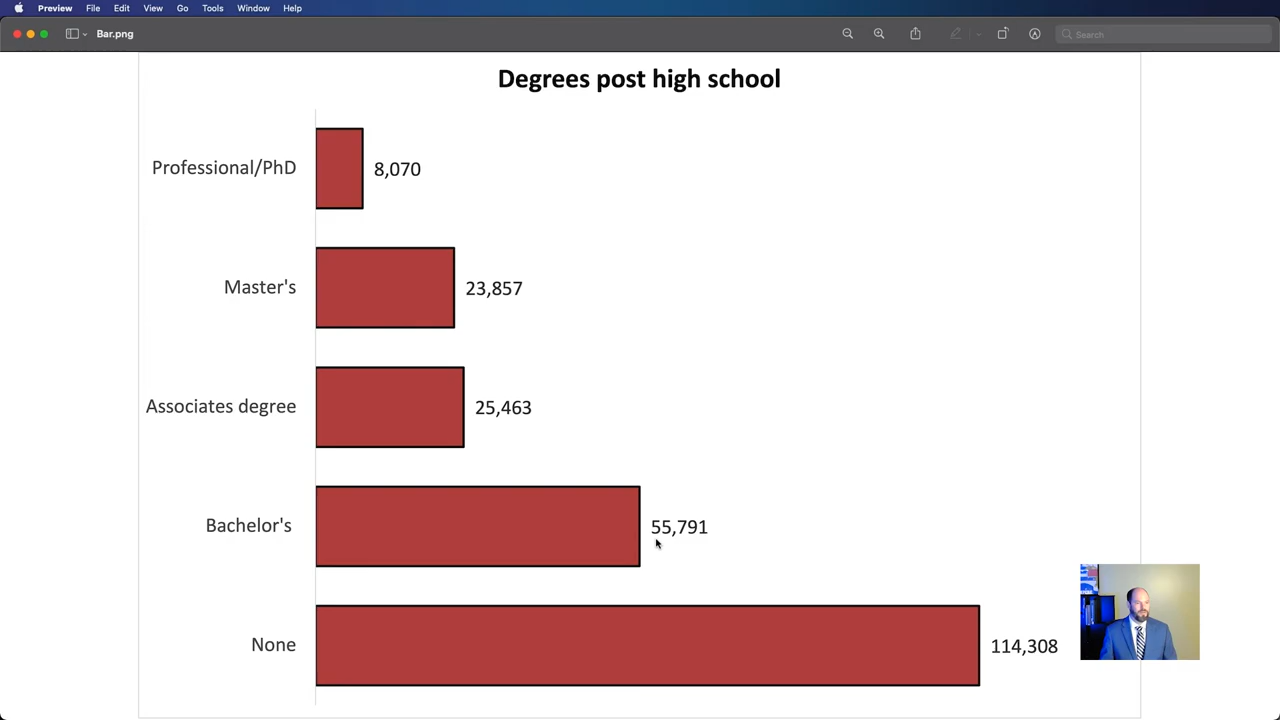 Preview File Edit View Go Tools Window Help
Bar.png
Search
Degrees post high school
Professional/PhD 8,070
Master's 23,857
Associates degree 25,463
Bachelor's 55,791
None 114,308